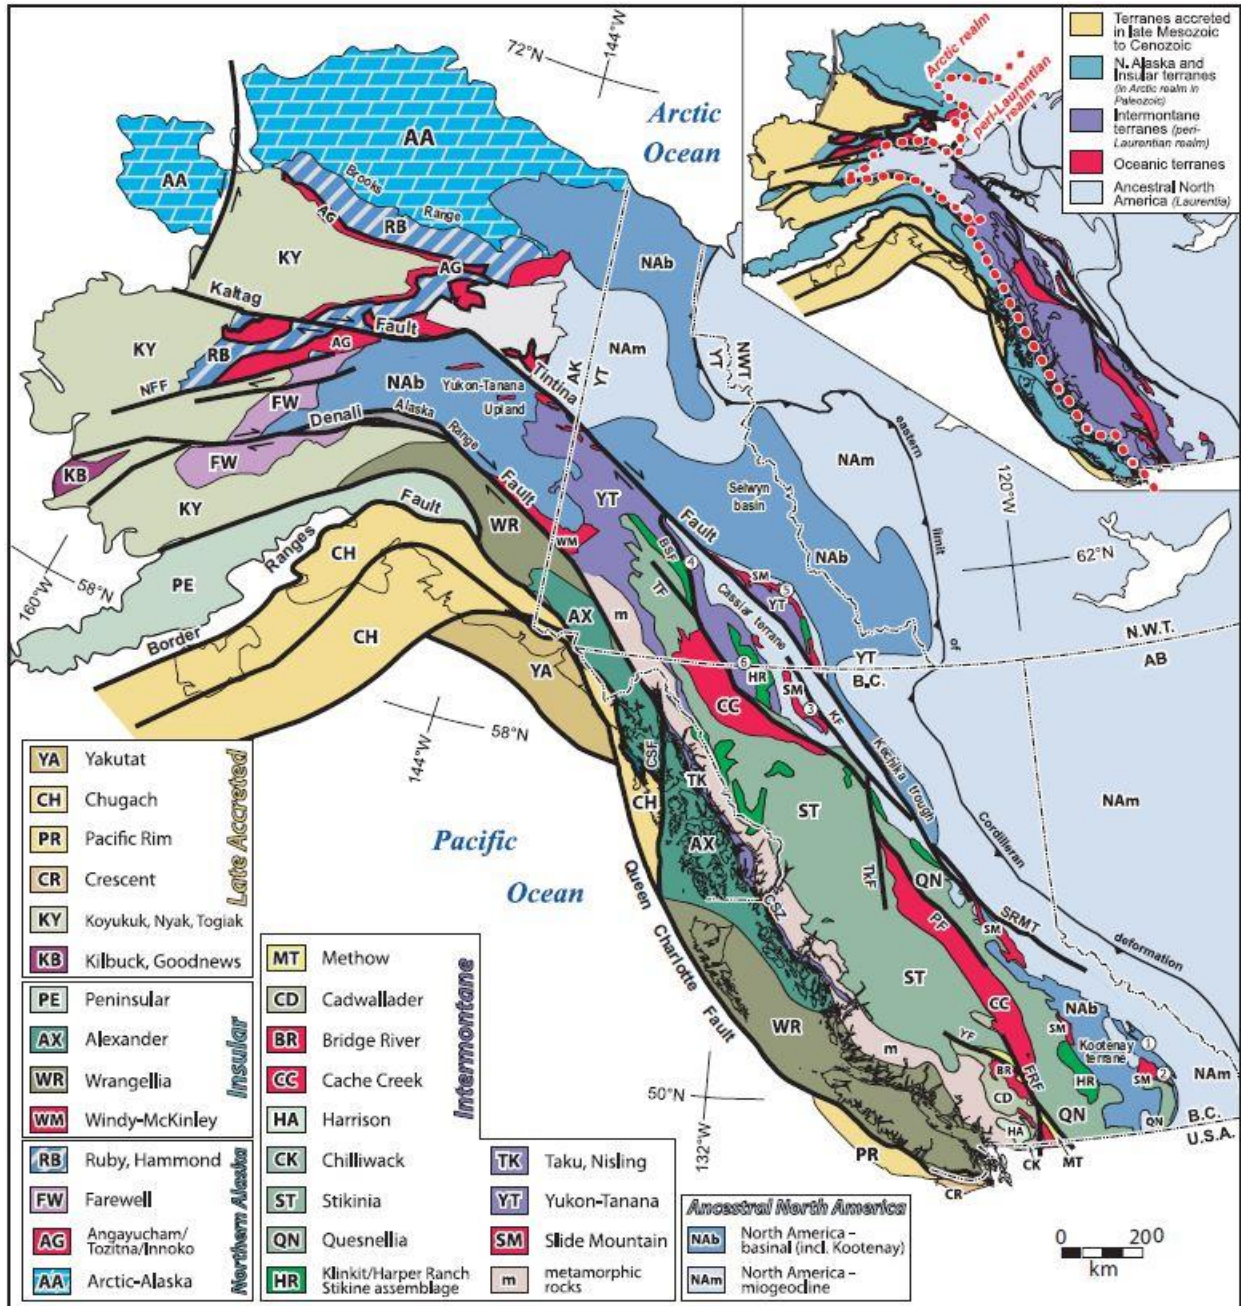 144°W
72°N
Arctic
Ocean
AA
AA
Brooks
Range
AG
RB
KY
AG
NAb
Kaltag
Fault
KY
RB
AG
NFF
NAb
Yukon-Tanana
Upland
Tintina
AK
YT
NAm
YT
NWT
FW
Denali
Alaska
Range
Fault
FW
KB
KY
Fault
WR
WM
YT
Fault
Selwyn
basin
NAb
NAm
eastern
limit
of
Cordilleran
deformation
120°W
62°N
160°W
58°N
PE
Ranges
Border
CH
CH
YA
AX
m
TF
BSF
4
SM
5
YT
Cassiar terrane
YT
B.C.
N.W.T.
AB
6
HR
SM
3
KF
Kechika trough
CC
144°W
58°N
CSF
CH
TK
AX
ST
NAm
Pacific
Ocean
Queen
Charlotte
Fault
CSZ
TkF
QN
PF
SRMT
SM
ST
WR
m
CC
NAb
SM
Kootenay
terrane
1
2
SM
HR
NAm
YF
BR
FRF
CD
HA
QN
QN
B.C.
U.S.A.
CK
MT
PR
CR
50°N
132°W
0
200
km
Arctic realm
peri-Laurentian
realm
Terranes accreted
in late Mesozoic
to Cenozoic
N. Alaska and
Insular terranes
(in Arctic realm in
Paleozoic)
Intermontane
terranes (peri-
Laurentian realm)
Oceanic terranes
Ancestral North
America (Laurentia)
Late Accreted
YA Yakutat
CH Chugach
PR Pacific Rim
CR Crescent
KY Koyukuk, Nyak, Togiak
KB Kilbuck, Goodnews
Insular
PE Peninsular
AX Alexander
WR Wrangellia
WM Windy-McKinley
Northern Alaska
RB Ruby, Hammond
FW Farewell
AG Angayucham/
Tozitna/Innoko
AA Arctic-Alaska
Intermontane
MT Methow
CD Cadwallader
BR Bridge River
CC Cache Creek
HA Harrison
CK Chilliwack
ST Stikinia
QN Quesnellia
HR Klinkit/Harper Ranch
Stikine assemblage
TK Taku, Nisling
YT Yukon-Tanana
SM Slide Mountain
m metamorphic
rocks
Ancestral North America
NAb North America –
basinal (incl. Kootenay)
NAm North America –
miogeocline